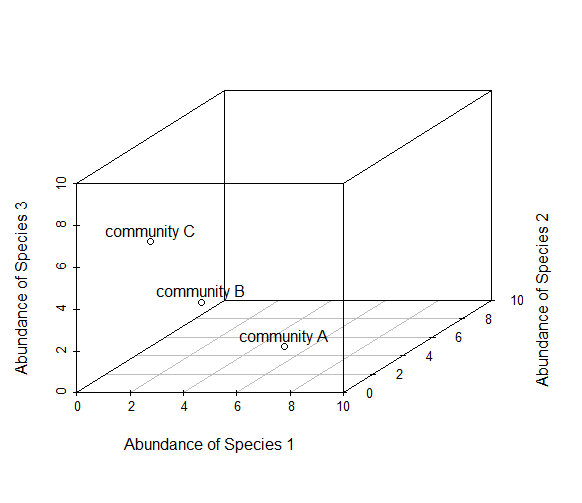 10
8
6
4
2
0
Abundance of Species 3
community C
community B
community A
0 2 4 6 8 10
Abundance of Species 1
0
2
4
6
8
10
Abundance of Species 2